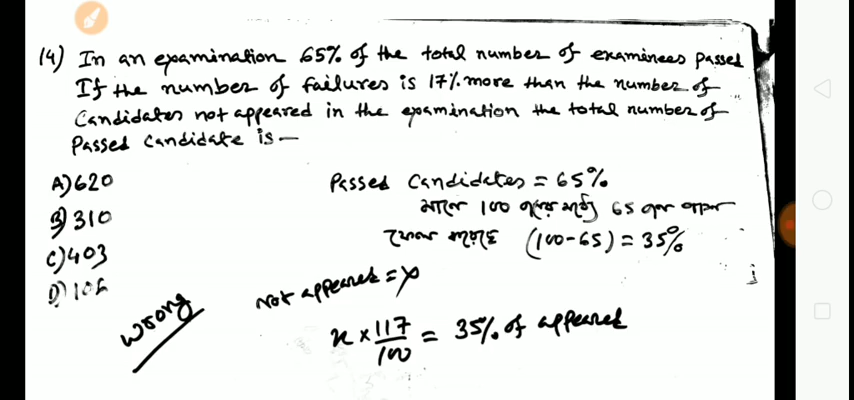 14) In an examination 65% of the total number of examinees passed
If the number of failures is 17% more than the number of
Candidates not appeared in the examination the total number of
Passed Candidate is—
A) 620
B) 310
C) 403
D)
Passed Candidates = 65%
মানে 100 জনের মধ্যে 65 জন পাশ
ফেল করেছে (100-65) = 35%
Not appeared =
x × 117/100 = 35% of appeared
Wrong